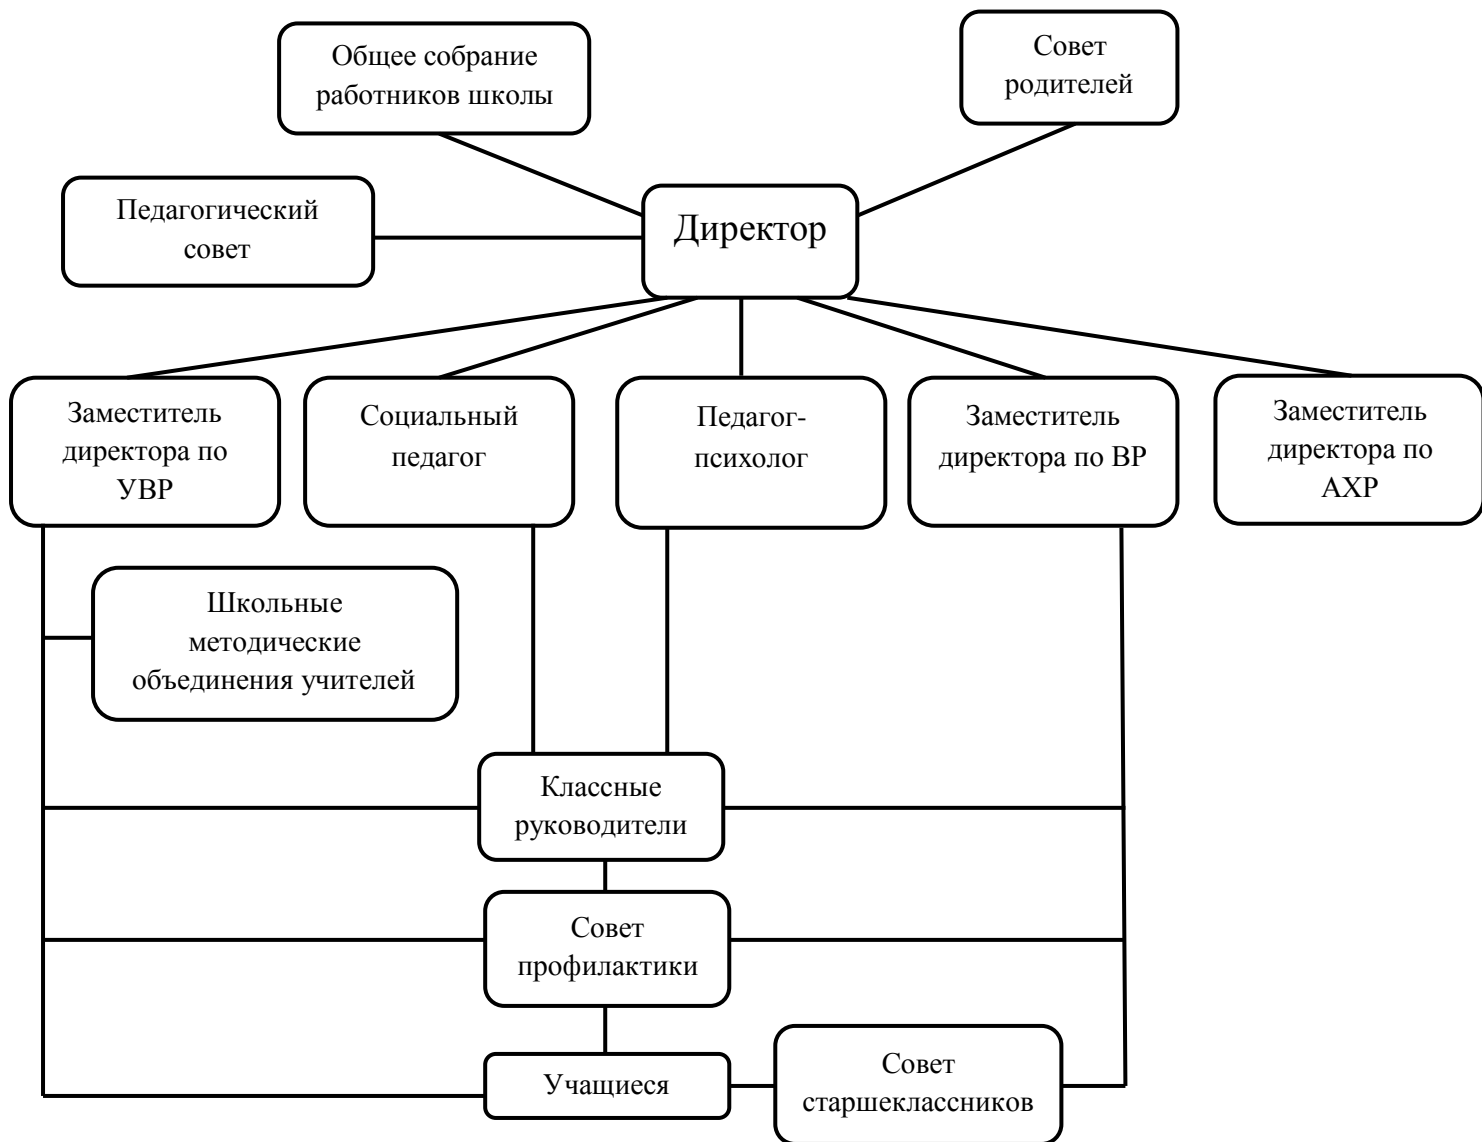 Общее собрание
работников школы
Совет
родителей
Педагогический
совет
Директор
Заместитель
директора по
УВР
Социальный
педагог
Педагог-
психолог
Заместитель
директора по ВР
Заместитель
директора по
АХР
Школьные
методические
объединения учителей
Классные
руководители
Совет
профилактики
Учащиеся
Совет
старшеклассников